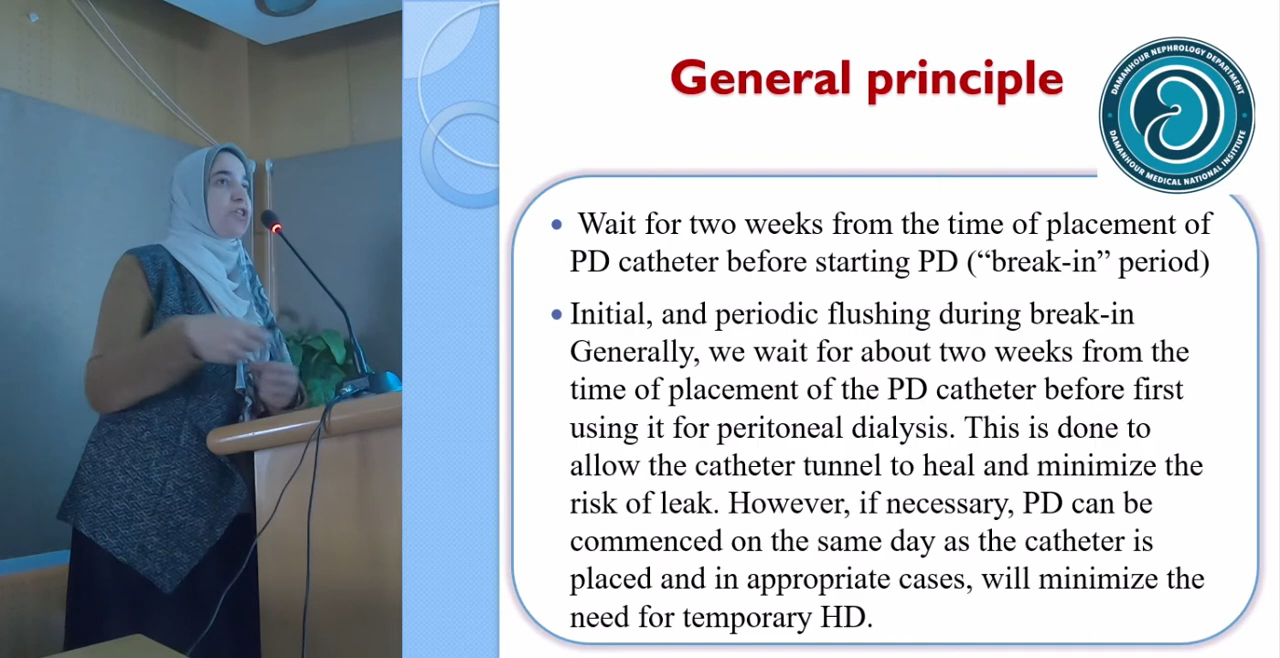 General principle
DAMANHOUR NEPHROLOGY DEPARTMENT
DAMANHOUR MEDICAL NATIONAL INSTITUTE
• Wait for two weeks from the time of placement of
PD catheter before starting PD (“break-in” period)
• Initial, and periodic flushing during break-in
Generally, we wait for about two weeks from the
time of placement of the PD catheter before first
using it for peritoneal dialysis. This is done to
allow the catheter tunnel to heal and minimize the
risk of leak. However, if necessary, PD can be
commenced on the same day as the catheter is
placed and in appropriate cases, will minimize the
need for temporary HD.